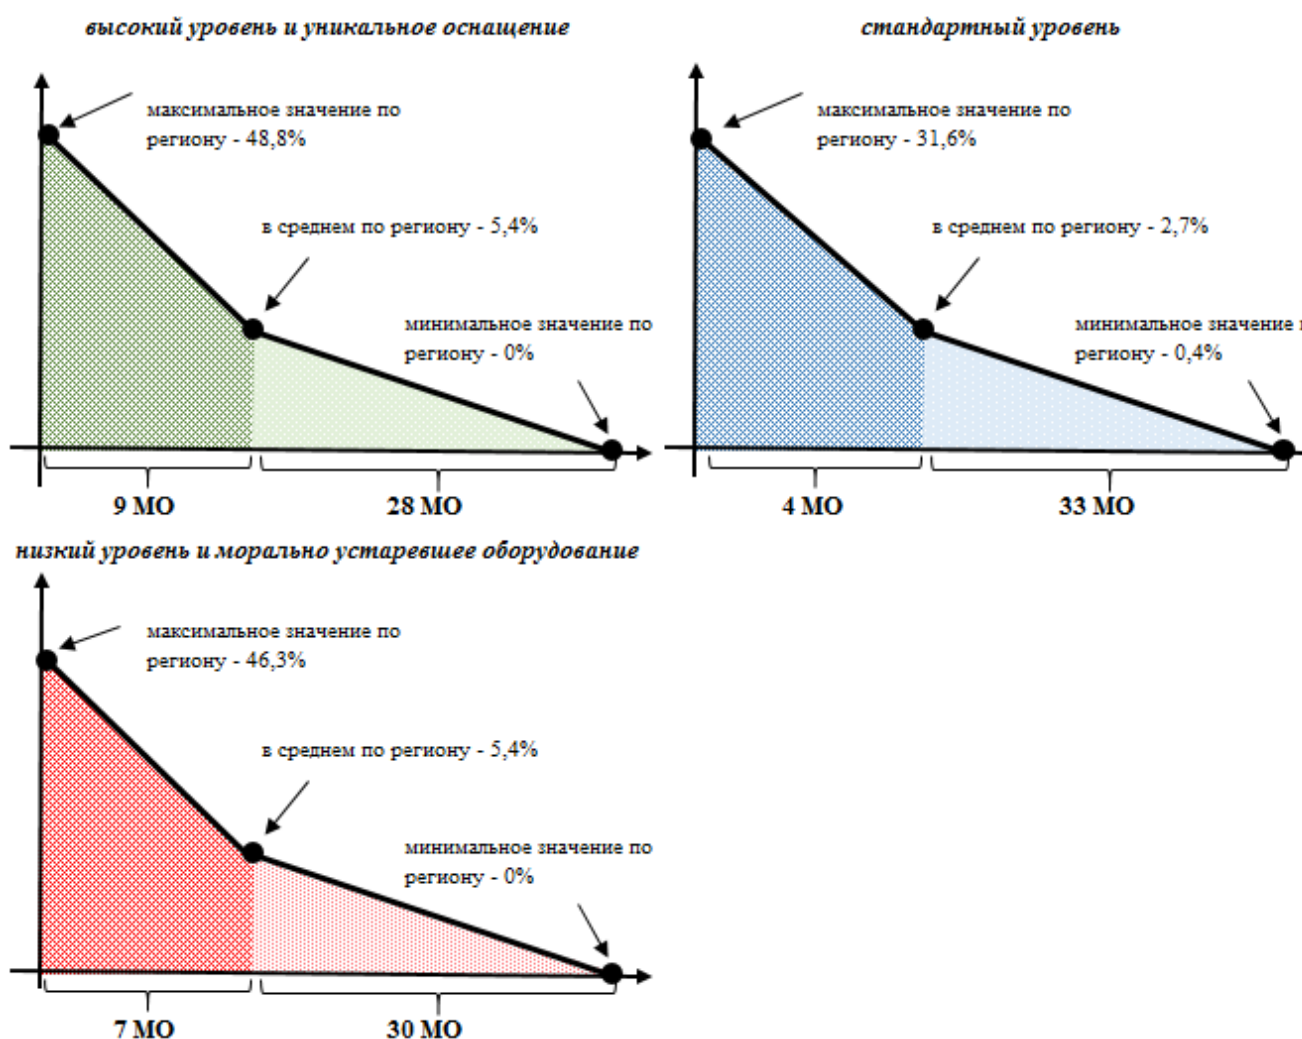 высокий уровень и уникальное оснащение
максимальное значение по
региону - 48,8%
в среднем по региону - 5,4%
минимальное значение по
региону - 0%
9 МО
28 МО
стандартный уровень
максимальное значение по
региону - 31,6%
в среднем по региону - 2,7%
минимальное значение
региону - 0,4%
4 МО
33 МО
низкий уровень и морально устаревшее оборудование
максимальное значение по
региону - 46,3%
в среднем по региону - 5,4%
минимальное значение по
региону - 0%
7 МО
30 МО